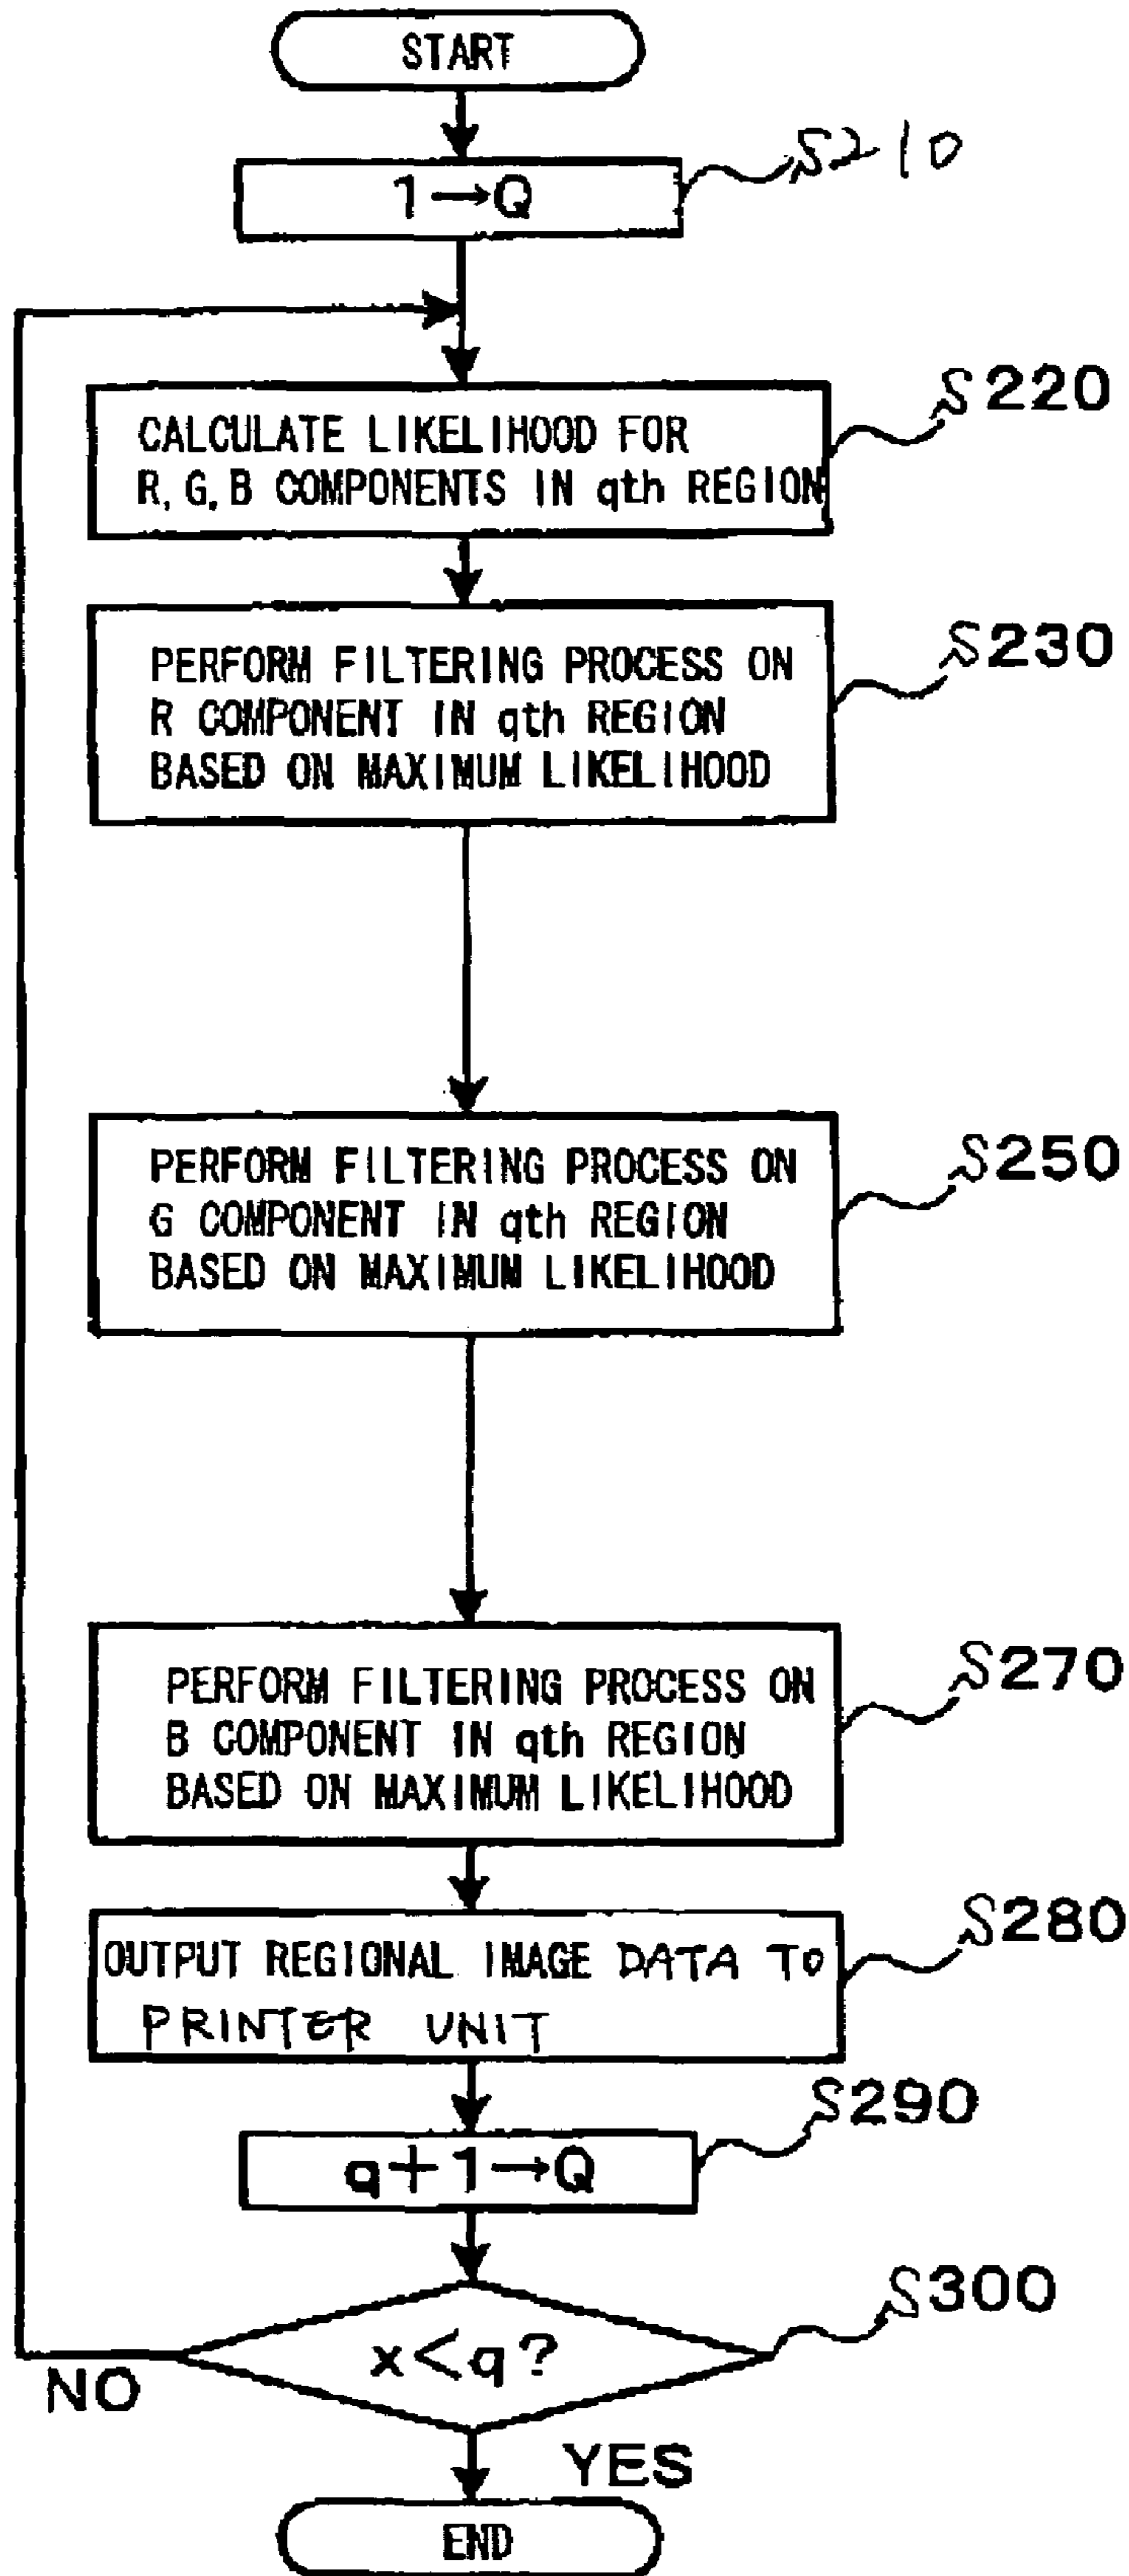 START
1→Q
S210
CALCULATE LIKELIHOOD FOR
R, G, B COMPONENTS IN qth REGION
S220
PERFORM FILTERING PROCESS ON
R COMPONENT IN qth REGION
BASED ON MAXIMUM LIKELIHOOD
S230
PERFORM FILTERING PROCESS ON
G COMPONENT IN qth REGION
BASED ON MAXIMUM LIKELIHOOD
S250
PERFORM FILTERING PROCESS ON
B COMPONENT IN qth REGION
BASED ON MAXIMUM LIKELIHOOD
S270
OUTPUT REGIONAL IMAGE DATA TO
PRINTER UNIT
S280
q+1→Q
S290
x<q?
S300
NO
YES
END